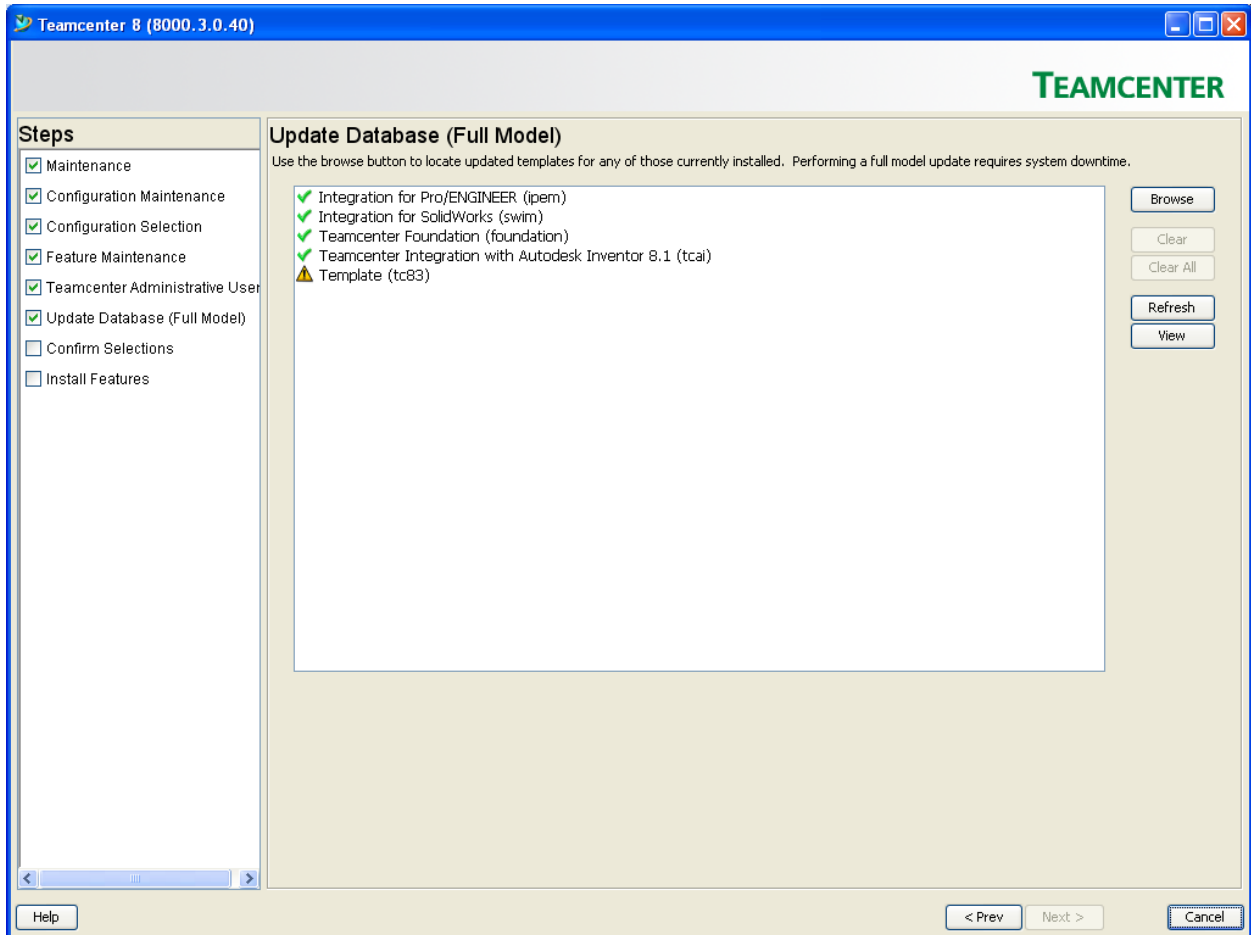 Teamcenter 8 (8000.3.0.40)
TEAMCENTER
Steps
Maintenance
Configuration Maintenance
Configuration Selection
Feature Maintenance
Teamcenter Administrative User
Update Database (Full Model)
Confirm Selections
Install Features
Update Database (Full Model)
Use the browse button to locate updated templates for any of those currently installed. Performing a full model update requires system downtime.
Integration for Pro/ENGINEER (ipem)
Integration for SolidWorks (swim)
Teamcenter Foundation (foundation)
Teamcenter Integration with Autodesk Inventor 8.1 (tcai)
Template (tc83)
Browse
Clear
Clear All
Refresh
View
Help
< Prev
Next >
Cancel